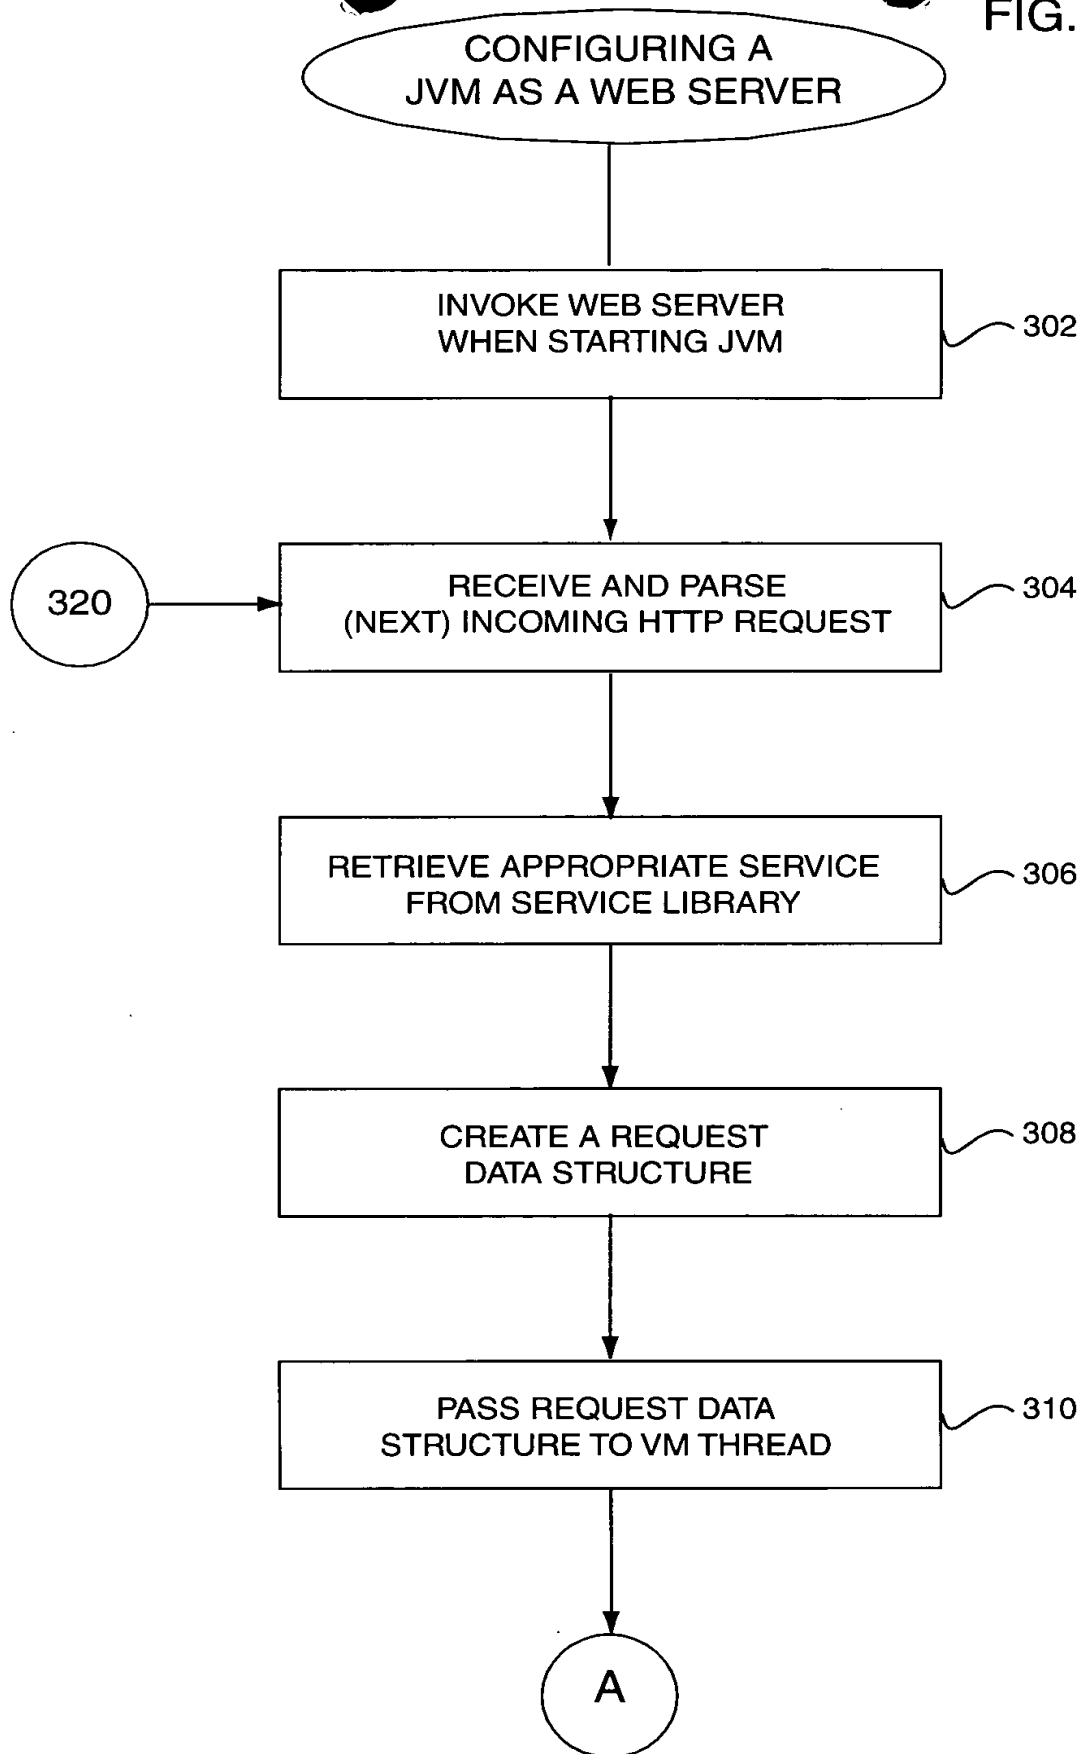 FIG.
CONFIGURING A
JVM AS A WEB SERVER
INVOKE WEB SERVER
WHEN STARTING JVM
302
320
RECEIVE AND PARSE
(NEXT) INCOMING HTTP REQUEST
304
RETRIEVE APPROPRIATE SERVICE
FROM SERVICE LIBRARY
306
CREATE A REQUEST
DATA STRUCTURE
308
PASS REQUEST DATA
STRUCTURE TO VM THREAD
310
A